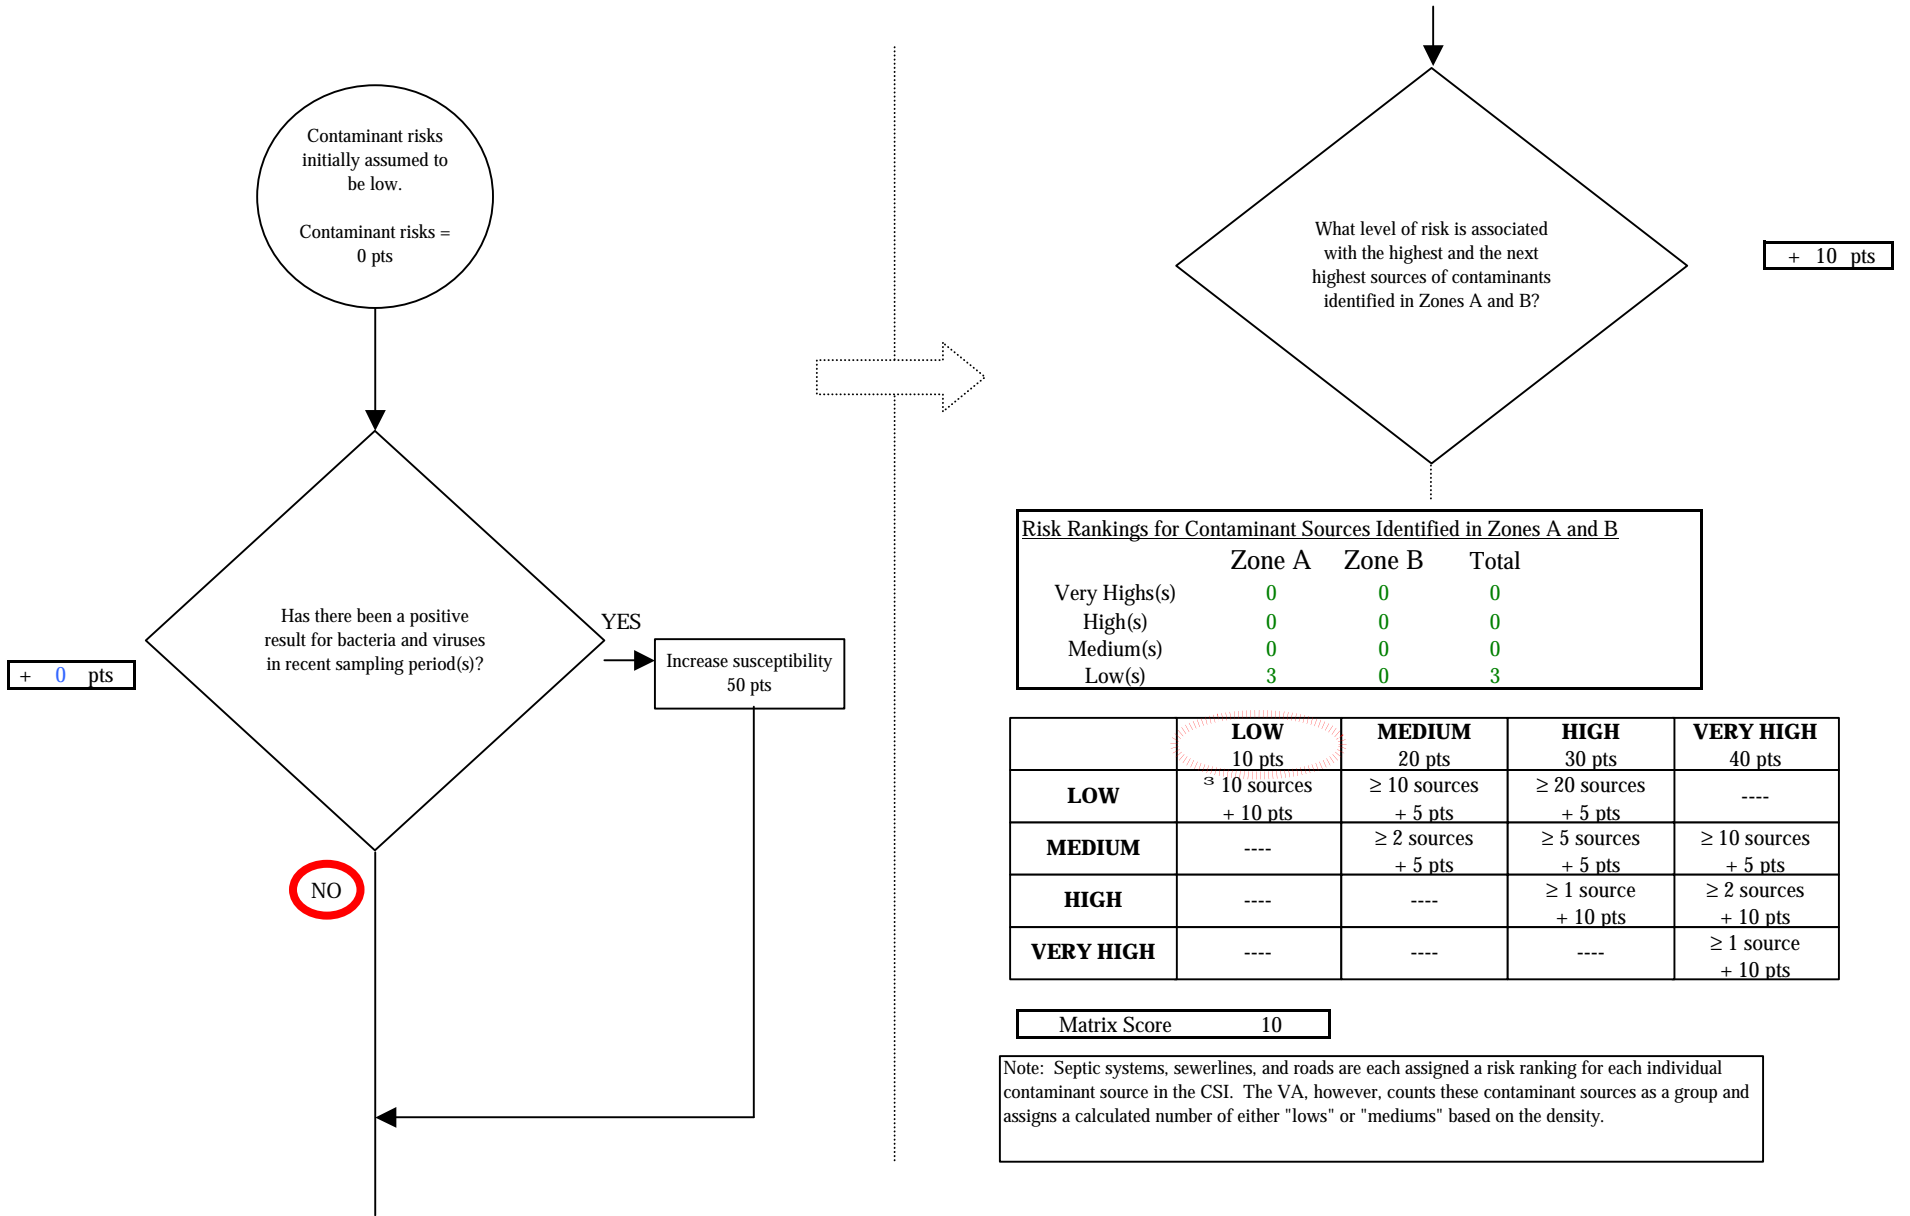 Contaminant risks
initially assumed to
be low.
Contaminant risks =
0 pts
Has there been a positive
result for bacteria and viruses
in recent sampling period(s)?
YES
Increase susceptibility
50 pts
+ 0 pts
NO
What level of risk is associated
with the highest and the next
highest sources of contaminants
identified in Zones A and B?
+ 10 pts
Risk Rankings for Contaminant Sources Identified in Zones A and B
Zone A Zone B Total
Very Highs(s) 0 0 0
High(s) 0 0 0
Medium(s) 0 0 0
Low(s) 3 0 3
LOW MEDIUM HIGH VERY HIGH
10 pts 20 pts 30 pts 40 pts
LOW ³ 10 sources ≥ 10 sources ≥ 20 sources ----
+ 10 pts + 5 pts + 5 pts
MEDIUM ---- ≥ 2 sources ≥ 5 sources ≥ 10 sources
+ 5 pts + 5 pts + 5 pts
HIGH ---- ---- ≥ 1 source ≥ 2 sources
+ 10 pts + 10 pts
VERY HIGH ---- ---- ---- ≥ 1 source
+ 10 pts
Matrix Score 10
Note: Septic systems, sewerlines, and roads are each assigned a risk ranking for each individual
contaminant source in the CSI. The VA, however, counts these contaminant sources as a group and
assigns a calculated number of either "lows" or "mediums" based on the density.